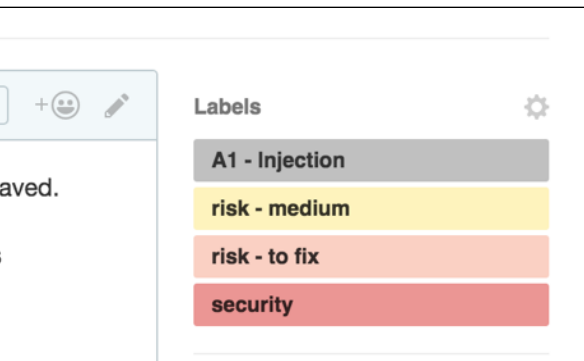 Labels
A1 - Injection
aved.
risk - medium
risk - to fix
security